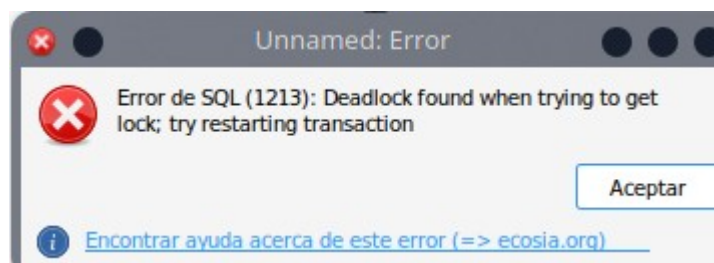 Unnamed: Error
Error de SQL (1213): Deadlock found when trying to get
lock; try restarting transaction
Aceptar
Encontrar ayuda acerca de este error (=> ecosia.org)